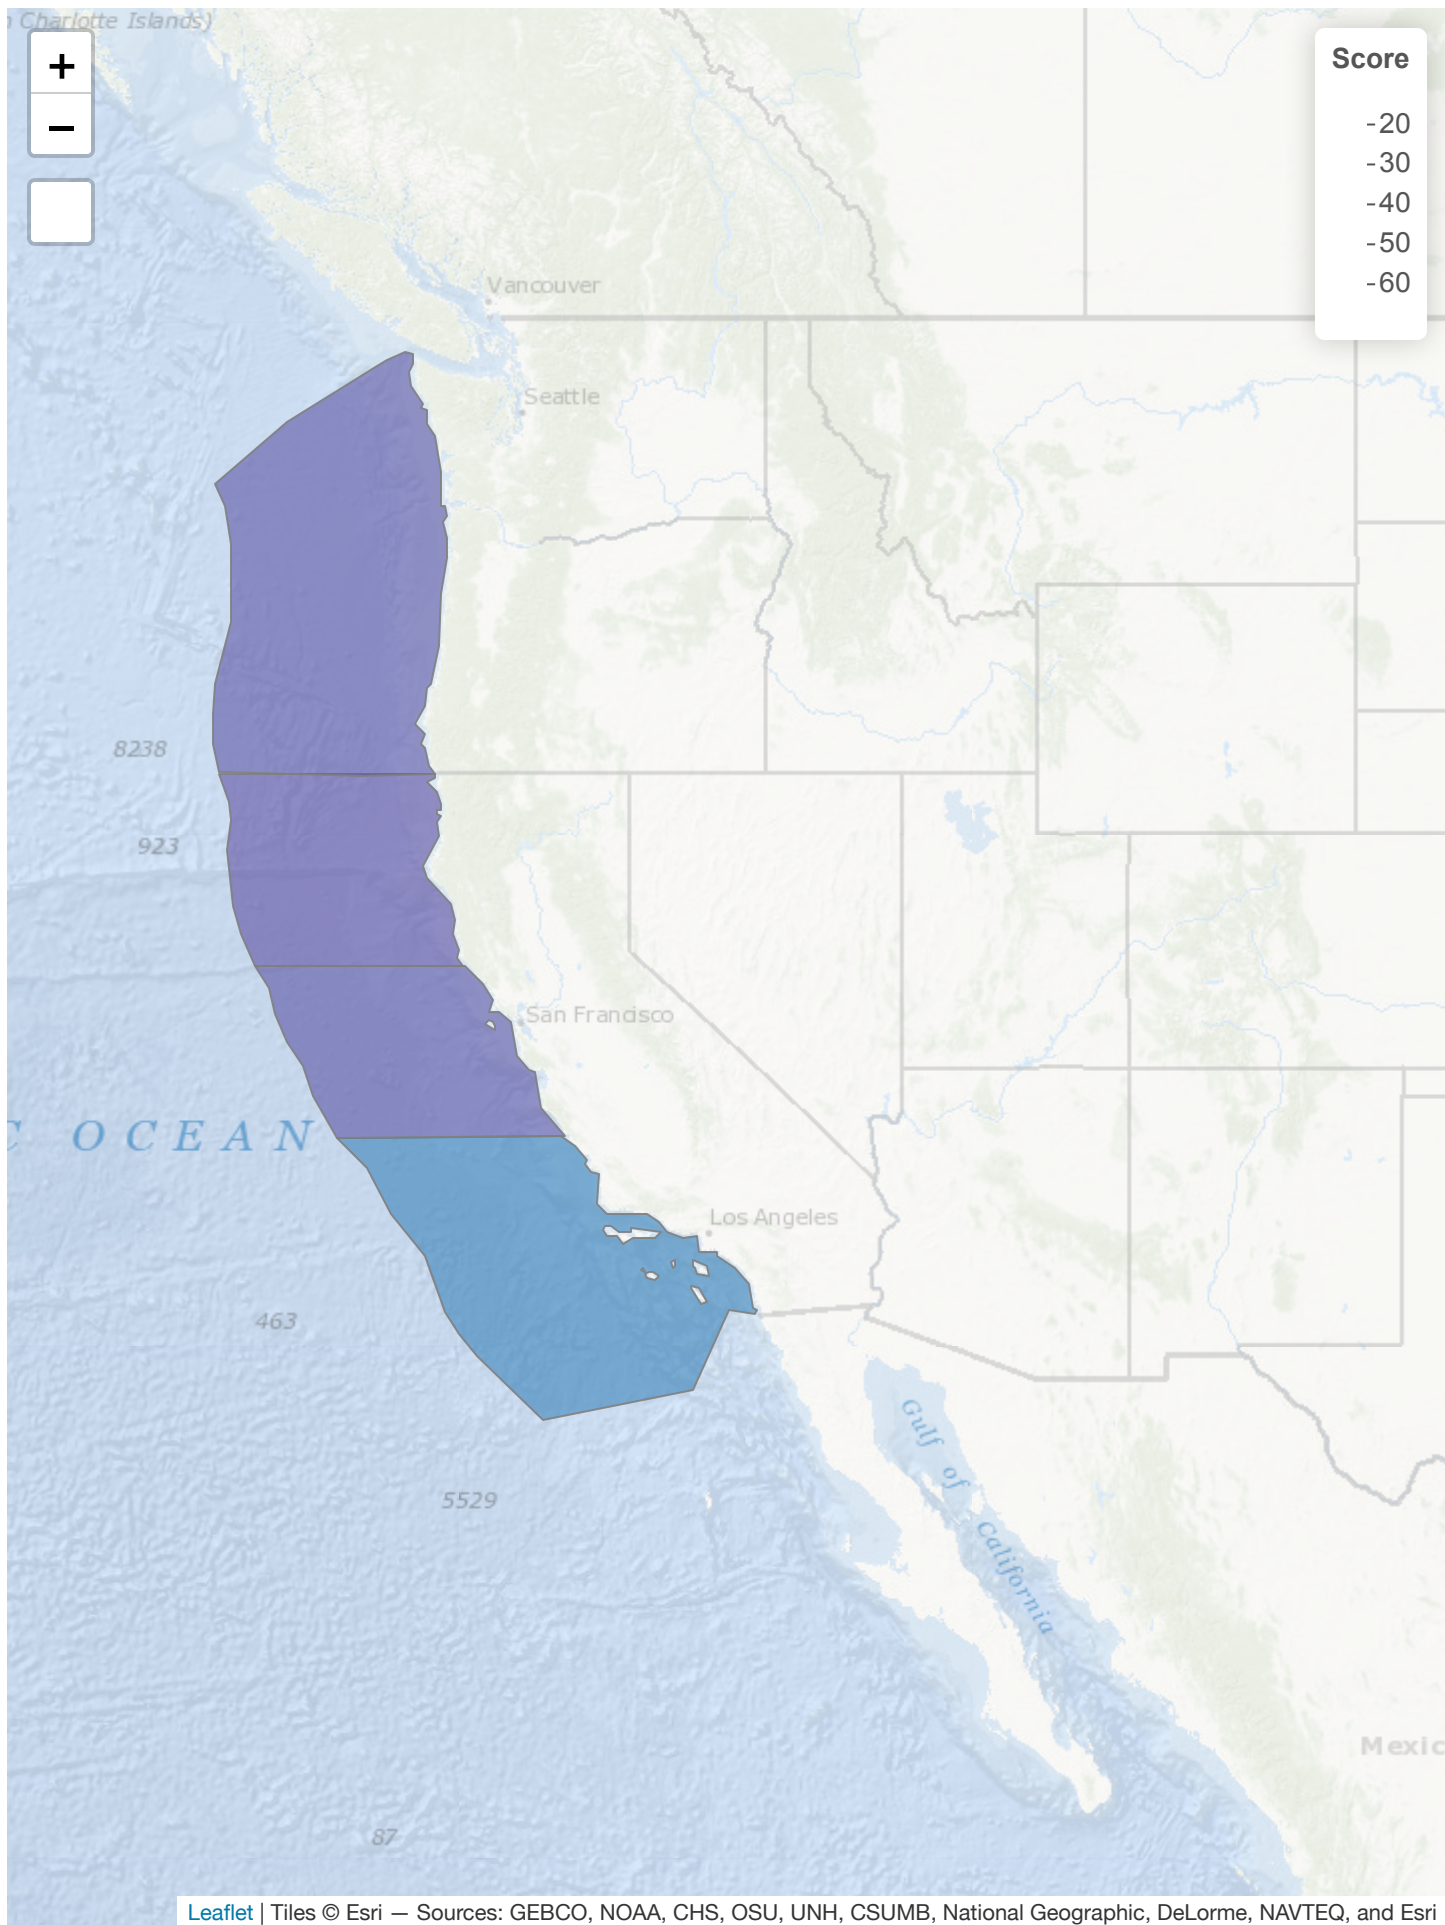 Charlotte Islands)
+
−
Score
-20
-30
-40
-50
-60
Vancouver
Seattle
8238
923
San Francisco
OCEAN
Los Angeles
463
Gulf of California
5529
Mexic
87
Leaflet | Tiles © Esri — Sources: GEBCO, NOAA, CHS, OSU, UNH, CSUMB, National Geographic, DeLorme, NAVTEQ, and Esri